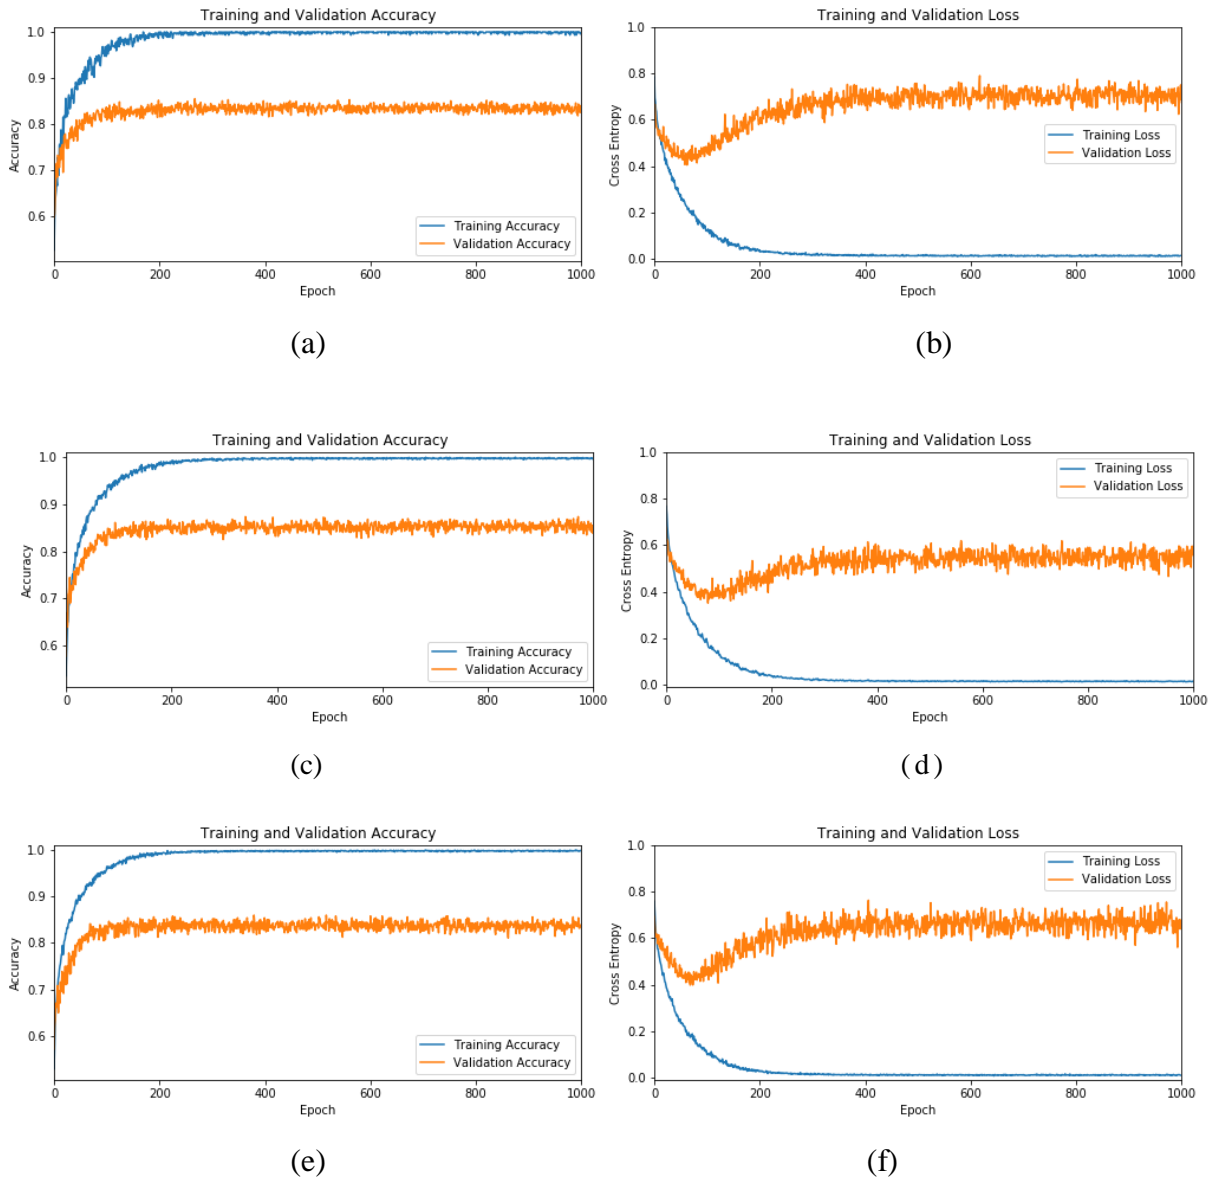 Training and Validation Accuracy
1.0
0.9
0.8
0.7
0.6
Accuracy
Training Accuracy
Validation Accuracy
0 200 400 600 800 1000
Epoch
(a)
Training and Validation Loss
1.0
0.8
0.6
0.4
0.2
0.0
Cross Entropy
Training Loss
Validation Loss
0 200 400 600 800 1000
Epoch
(b)
Training and Validation Accuracy
1.0
0.9
0.8
0.7
0.6
Accuracy
Training Accuracy
Validation Accuracy
0 200 400 600 800 1000
Epoch
(c)
Training and Validation Loss
1.0
0.8
0.6
0.4
0.2
0.0
Cross Entropy
Training Loss
Validation Loss
0 200 400 600 800 1000
Epoch
(d)
Training and Validation Accuracy
1.0
0.9
0.8
0.7
0.6
Accuracy
Training Accuracy
Validation Accuracy
0 200 400 600 800 1000
Epoch
(e)
Training and Validation Loss
1.0
0.8
0.6
0.4
0.2
0.0
Cross Entropy
Training Loss
Validation Loss
0 200 400 600 800 1000
Epoch
(f)